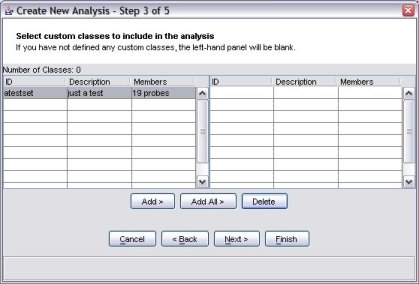 Create New Analysis - Step 3 of 5
Select custom classes to include in the analysis
If you have not defined any custom classes, the left-hand panel will be blank.
Number of Classes: 0
ID Description Members ID Description Members
atestset just a test 19 probes
Add > Add All > Delete
Cancel < Back Next > Finish